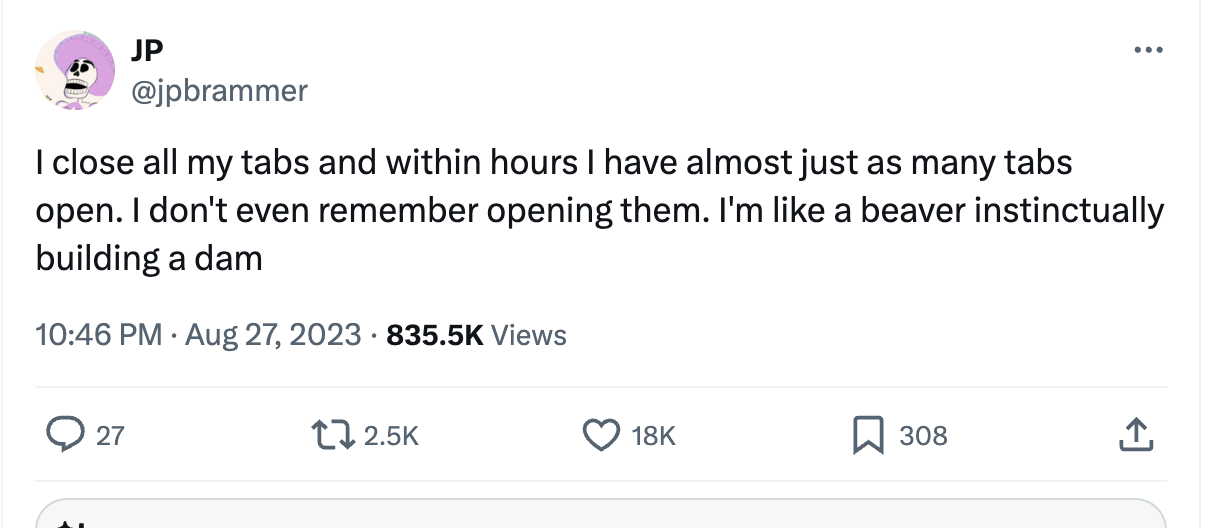 JP
@jpbrammer
I close all my tabs and within hours I have almost just as many tabs
open. I don't even remember opening them. I'm like a beaver instinctually
building a dam
10:46 PM · Aug 27, 2023 · 835.5K Views
27 2.5K 18K 308